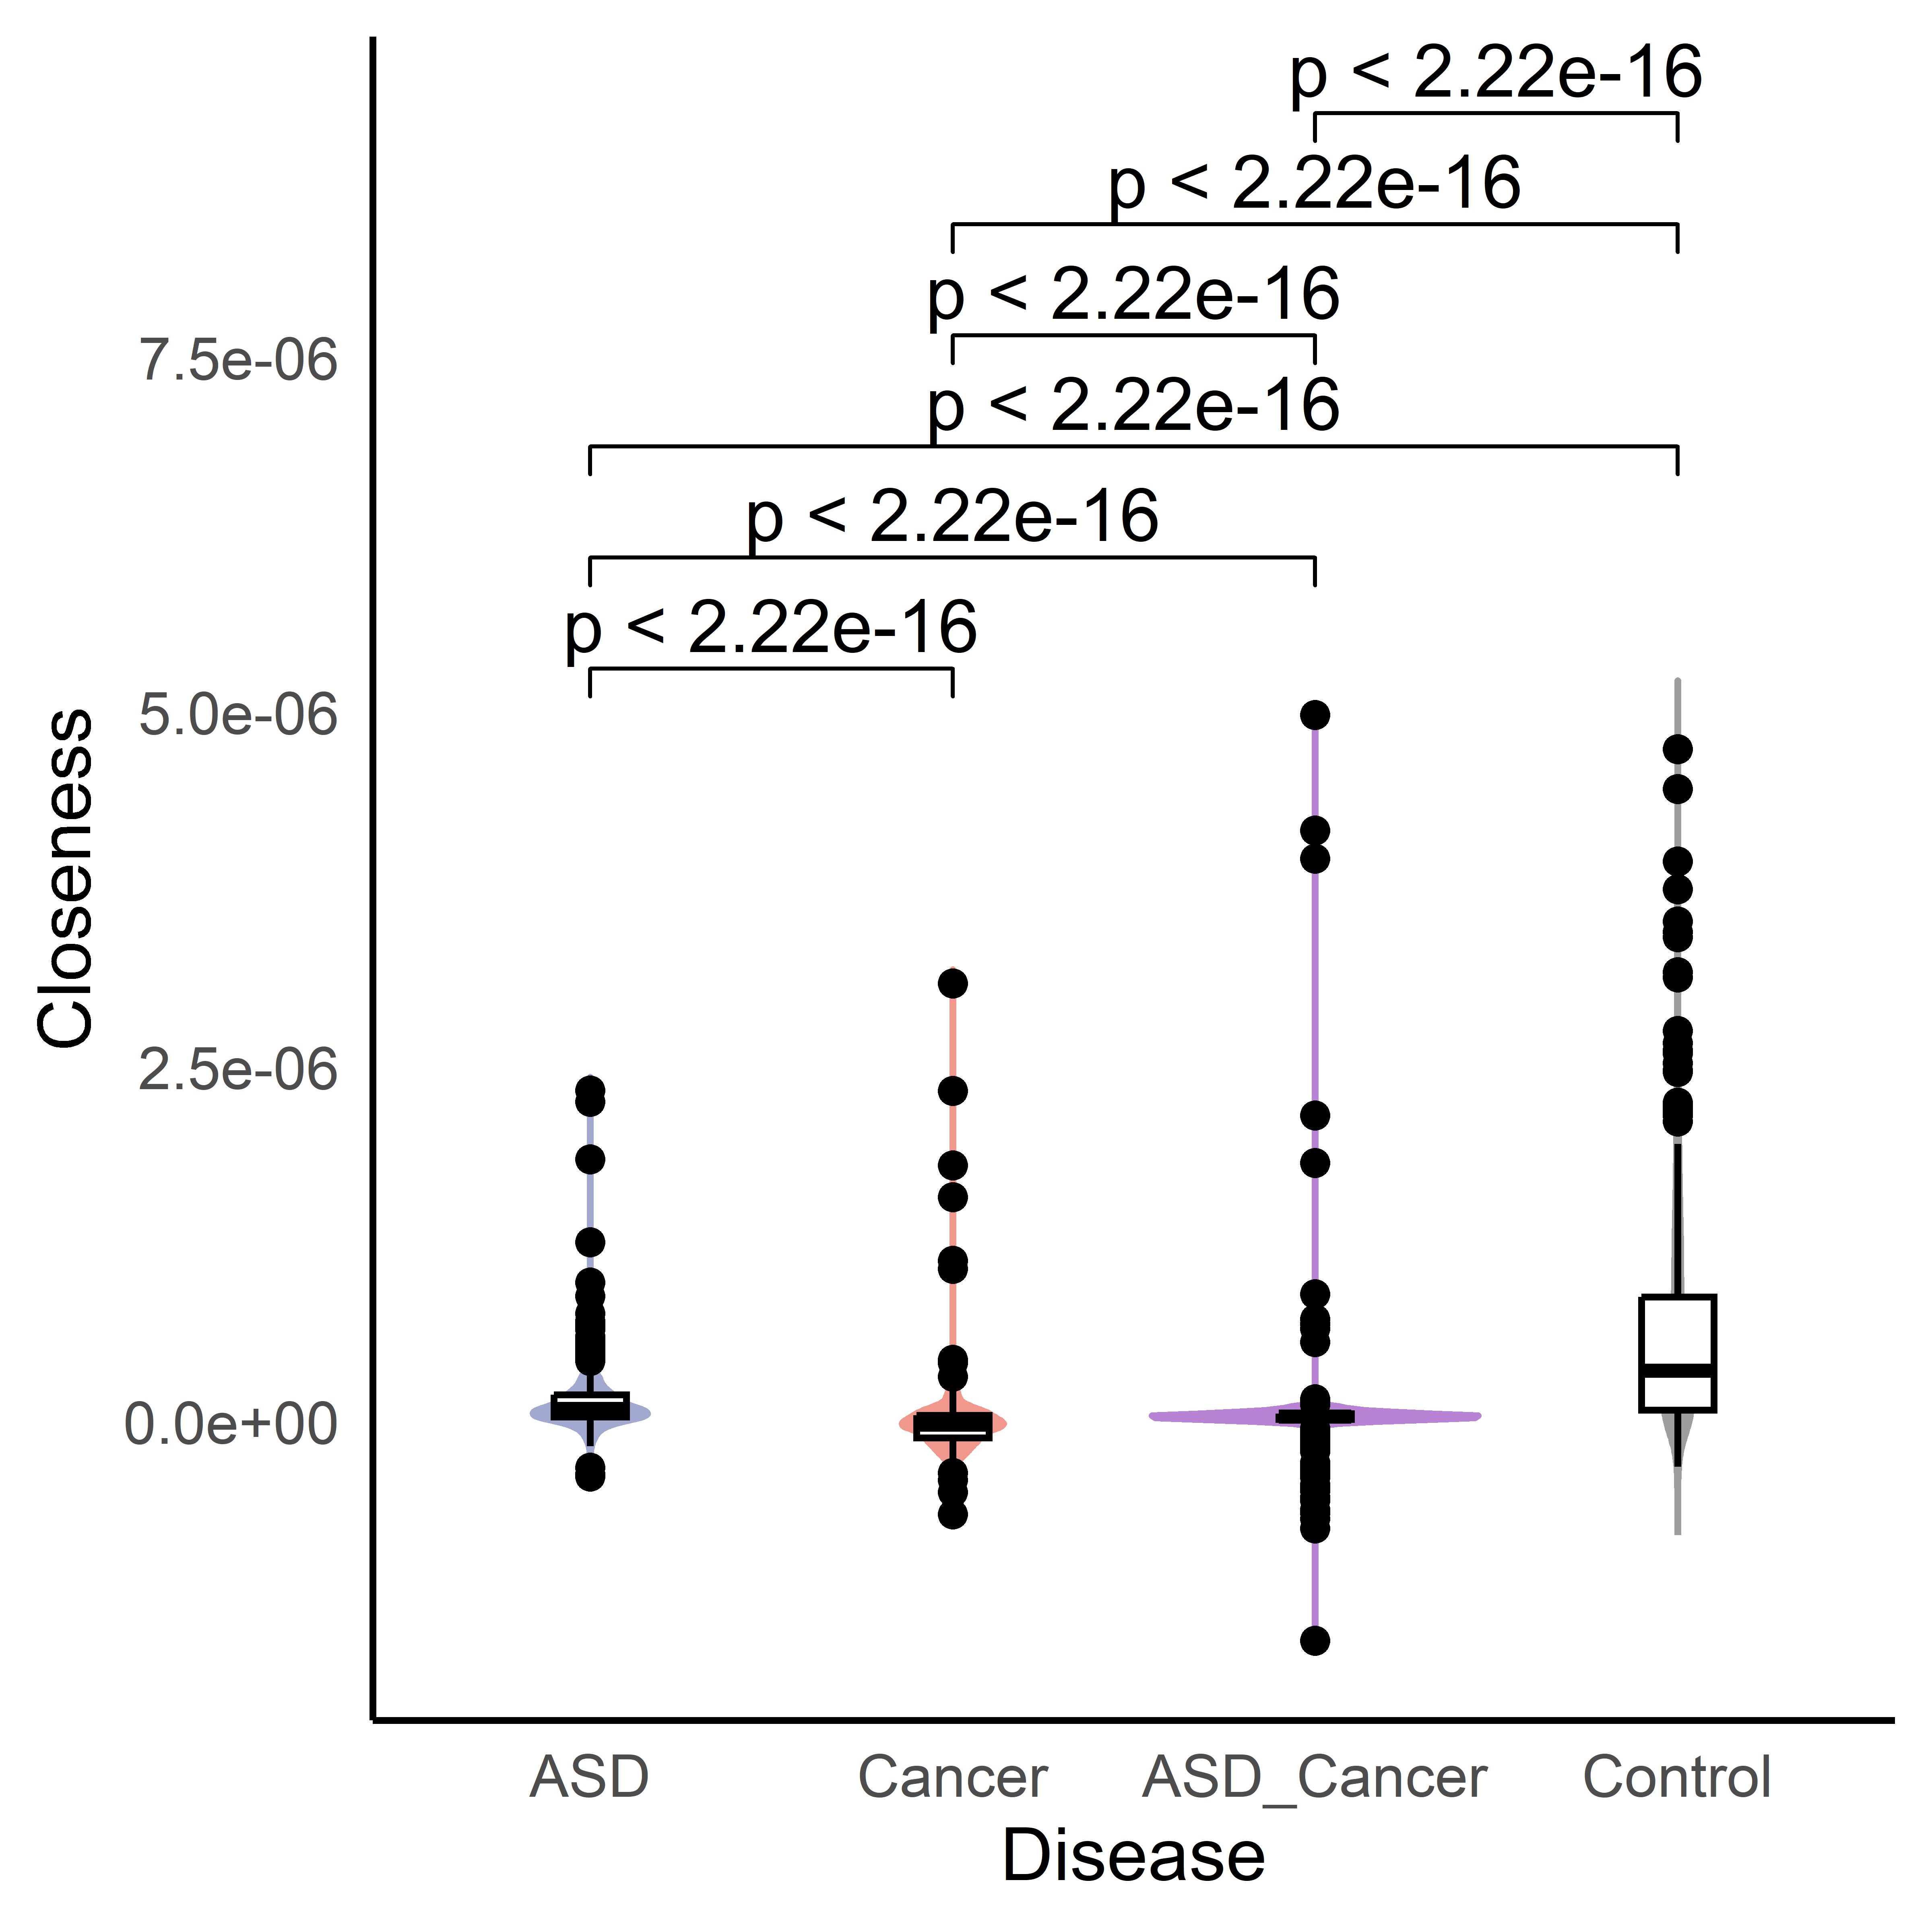 p < 2.22e-16
p < 2.22e-16
p < 2.22e-16
7.5e-06
p < 2.22e-16
p < 2.22e-16
p < 2.22e-16
5.0e-06
Closeness
2.5e-06
0.0e+00
ASD
Cancer
ASD_Cancer
Control
Disease